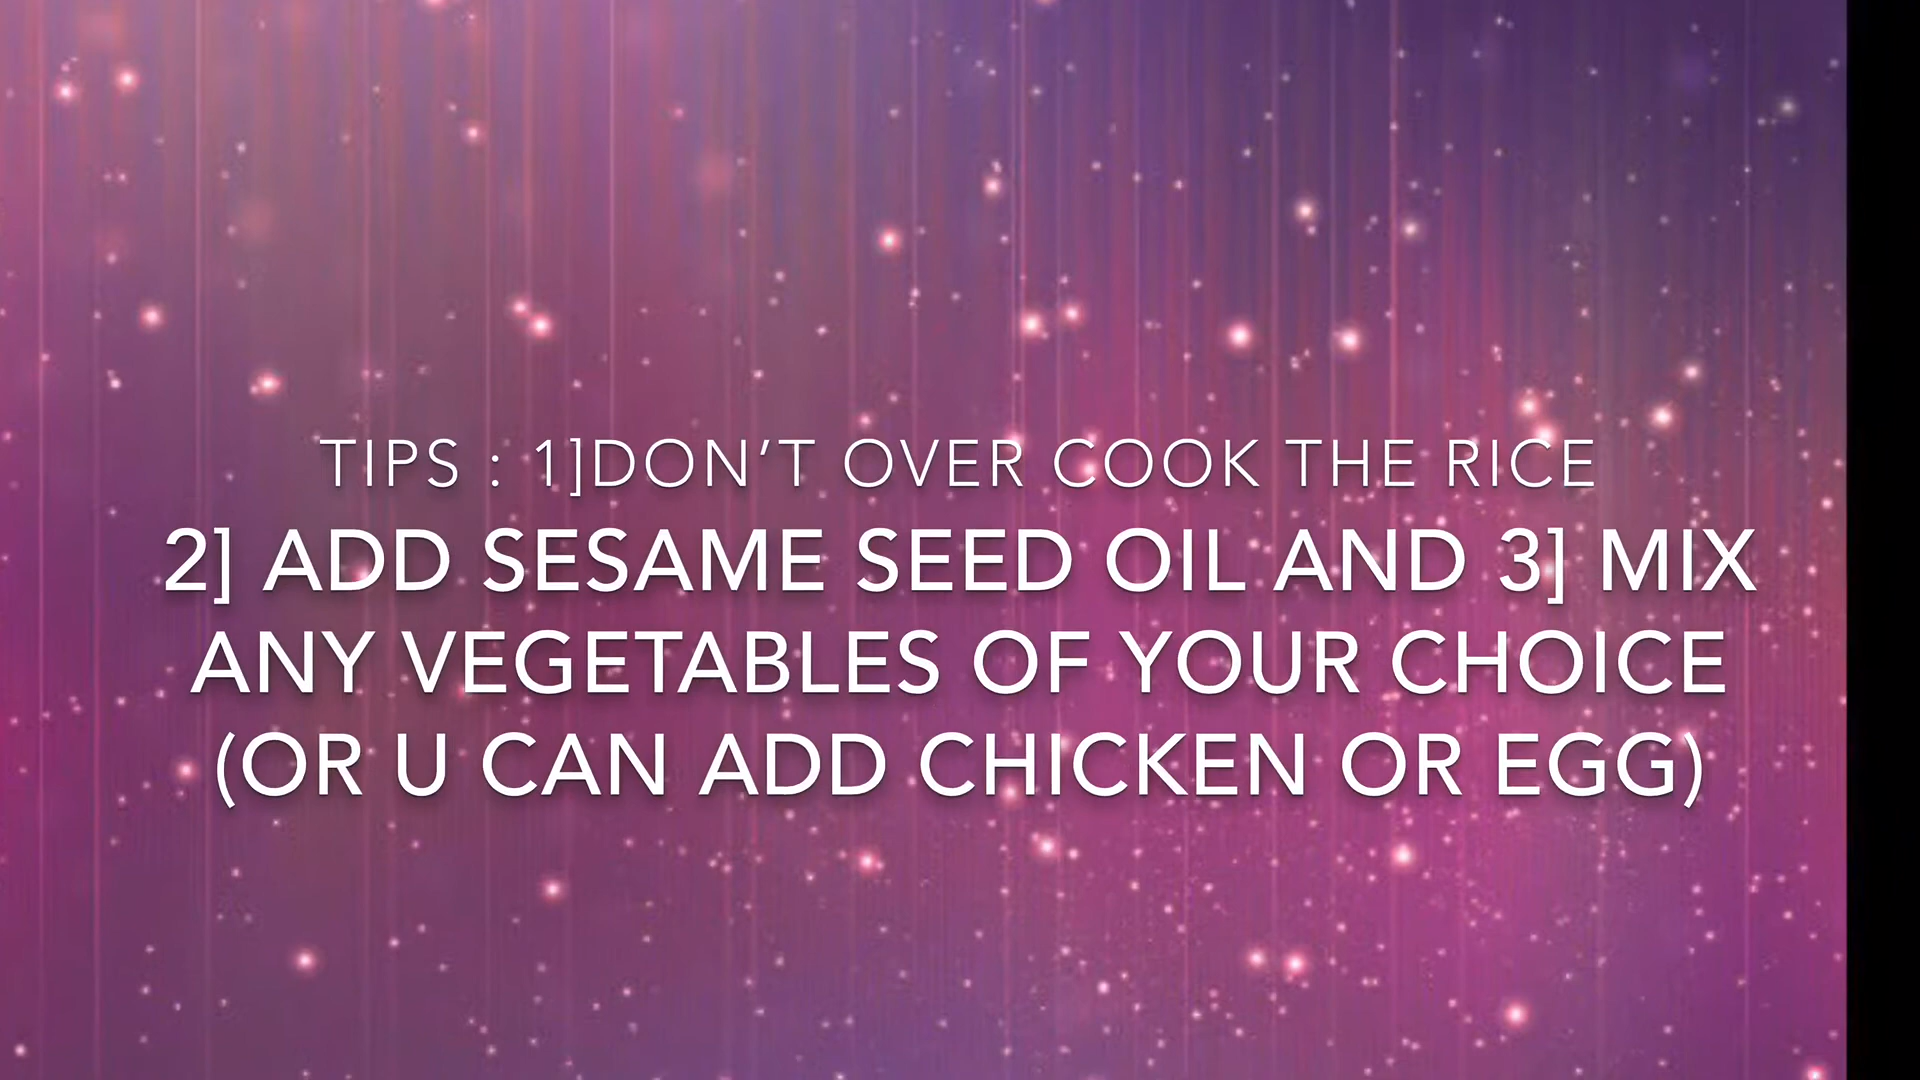 TIPS : 1]DON’T OVER COOK THE RICE
2] ADD SESAME SEED OIL AND 3] MIX
ANY VEGETABLES OF YOUR CHOICE
(OR U CAN ADD CHICKEN OR EGG)